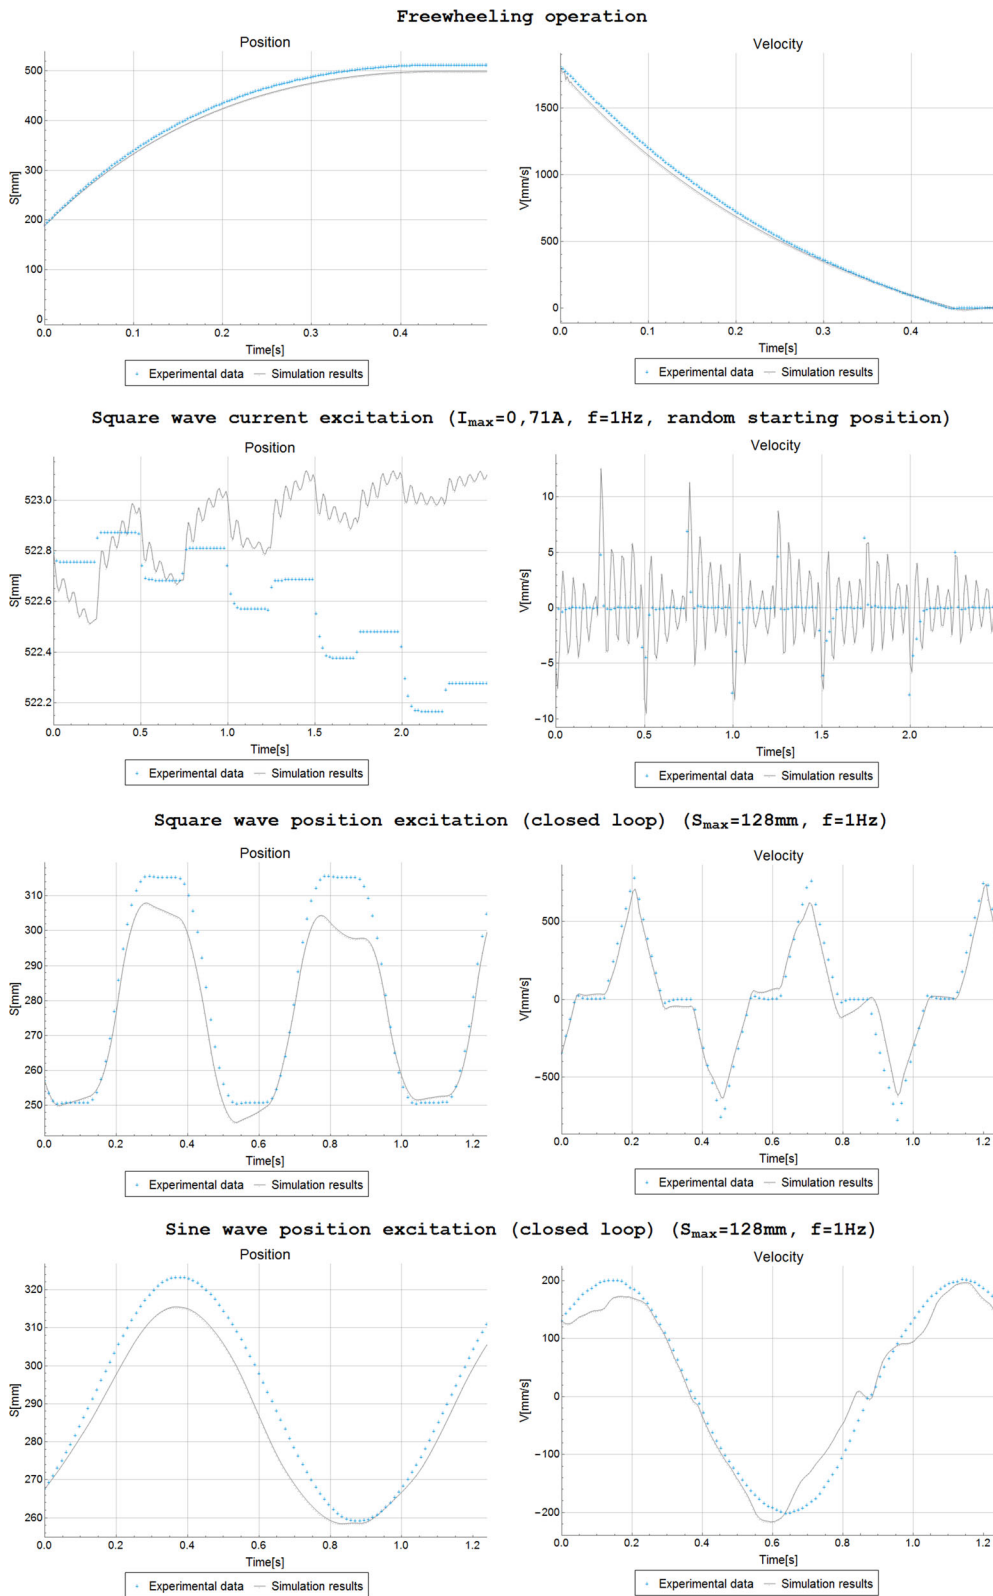 Freewheeling operation
Position
500
400
300
200
100
0
S[mm]
0.0 0.1 0.2 0.3 0.4
Time[s]
Experimental data Simulation results
Velocity
1500
1000
500
0
V[mm/s]
0.0 0.1 0.2 0.3 0.4
Time[s]
Experimental data Simulation results
Square wave current excitation (Imax=0,71A, f=1Hz, random starting position)
Position
523.0
522.8
522.6
522.4
522.2
S[mm]
0.0 0.5 1.0 1.5 2.0
Time[s]
Experimental data Simulation results
Velocity
10
5
0
−5
−10
V[mm/s]
0.0 0.5 1.0 1.5 2.0
Time[s]
Experimental data Simulation results
Square wave position excitation (closed loop) (Smax=128mm, f=1Hz)
Position
310
300
290
280
270
260
250
S[mm]
0.0 0.2 0.4 0.6 0.8 1.0 1.2
Time[s]
Experimental data Simulation results
Velocity
500
0
−500
V[mm/s]
0.0 0.2 0.4 0.6 0.8 1.0 1.2
Time[s]
Experimental data Simulation results
Sine wave position excitation (closed loop) (Smax=128mm, f=1Hz)
Position
320
310
300
290
280
270
260
S[mm]
0.0 0.2 0.4 0.6 0.8 1.0 1.2
Time[s]
Experimental data Simulation results
Velocity
200
100
0
−100
−200
V[mm/s]
0.0 0.2 0.4 0.6 0.8 1.0 1.2
Time[s]
Experimental data Simulation results